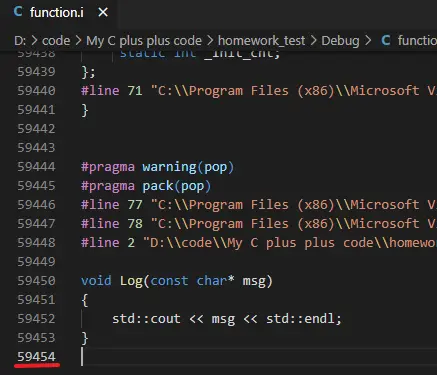 function.i
D: > code > My C plus plus code > homework_test > Debug > C functio
59438 static int _init_cnt;
59439 };
59440 #line 71 "C:\\Program Files (x86)\\Microsoft V
59441 }
59442
59443
59444 #pragma warning(pop)
59445 #pragma pack(pop)
59446 #line 77 "C:\\Program Files (x86)\\Microsoft V
59447 #line 78 "C:\\Program Files (x86)\\Microsoft V
59448 #line 2 "D:\\code\\My C plus plus code\\homewor
59449
59450 void Log(const char* msg)
59451 {
59452 std::cout << msg << std::endl;
59453 }
59454